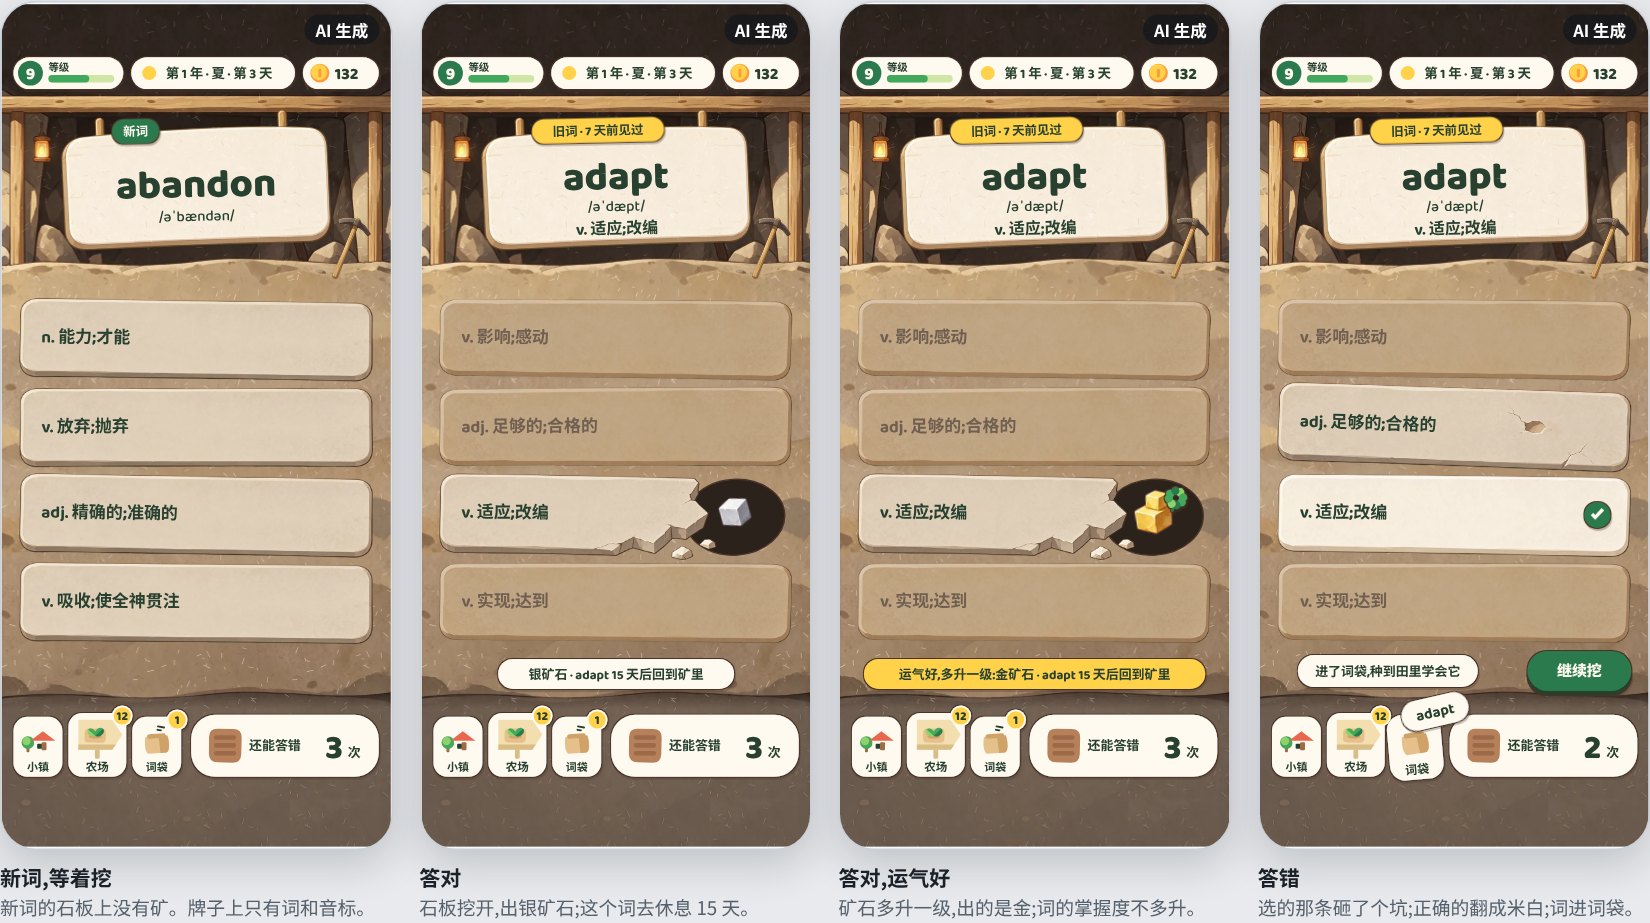 AI 生成
9 等级 第 1 年 · 夏 · 第 3 天 132
新词
abandon
/əˈbændən/
n. 能力;才能
v. 放弃;抛弃
adj. 精确的;准确的
v. 吸收;使全神贯注
12 1
小镇 农场 词袋 还能答错 3 次
新词,等着挖
新词的石板上没有矿。牌子上只有词和音标。
AI 生成
9 等级 第 1 年 · 夏 · 第 3 天 132
旧词 · 7 天前见过
adapt
/əˈdæpt/
v. 适应;改编
v. 影响;感动
adj. 足够的;合格的
v. 适应;改编
v. 实现;达到
银矿石 · adapt 15 天后回到矿里
12 1
小镇 农场 词袋 还能答错 3 次
答对
石板挖开,出银矿石;这个词去休息 15 天。
AI 生成
9 等级 第 1 年 · 夏 · 第 3 天 132
旧词 · 7 天前见过
adapt
/əˈdæpt/
v. 适应;改编
v. 影响;感动
adj. 足够的;合格的
v. 适应;改编
v. 实现;达到
运气好,多升一级:金矿石 · adapt 15 天后回到矿里
12 1
小镇 农场 词袋 还能答错 3 次
答对,运气好
矿石多升一级,出的是金;词的掌握度不多升。
AI 生成
9 等级 第 1 年 · 夏 · 第 3 天 132
旧词 · 7 天前见过
adapt
/əˈdæpt/
v. 适应;改编
v. 影响;感动
adj. 足够的;合格的
v. 适应;改编
v. 实现;达到
进了词袋,种到田里学会它 继续挖
12 adapt
小镇 农场 词袋 还能答错 2 次
答错
选的那条砸了个坑;正确的翻成米白;词进词袋。